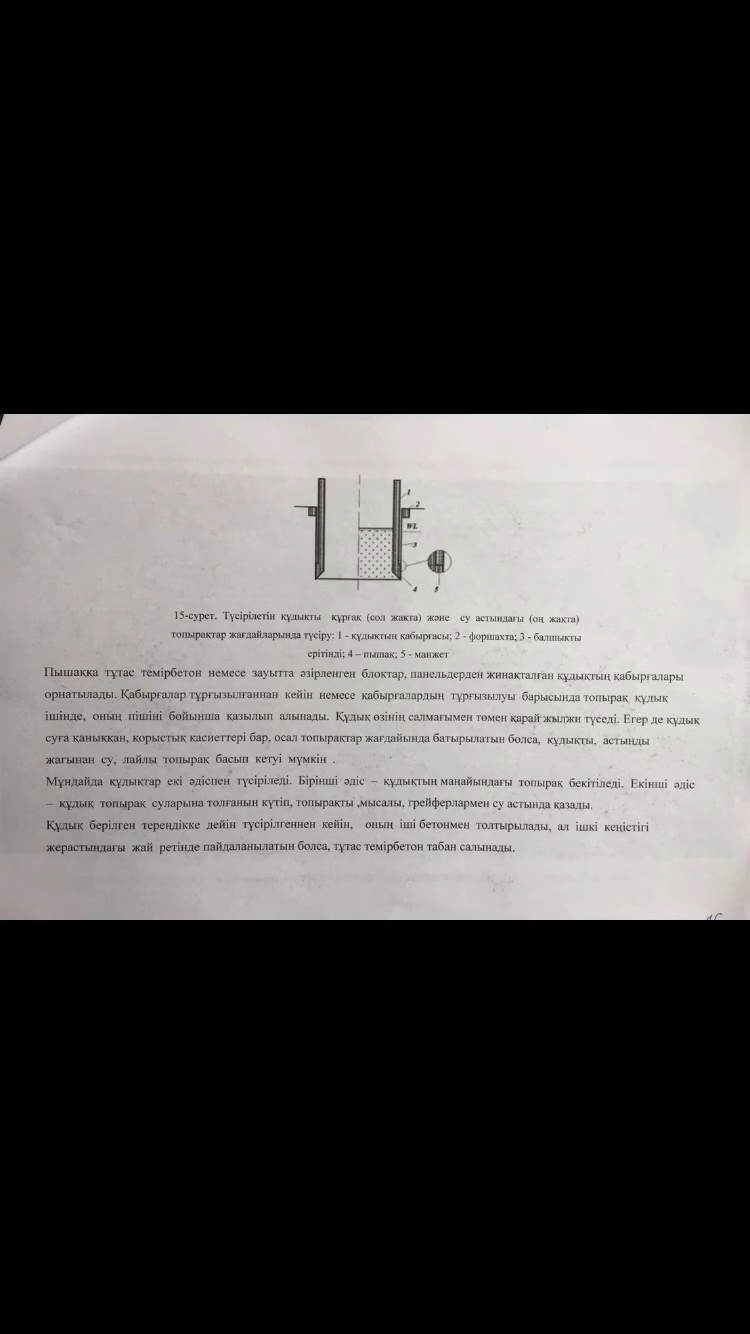 1
2
WL
3
4
5
15-сурет. Түсірілетін құдықты құрғақ (сол жақта) және су астындағы (оң жақта)
топырақтар жағдайларында түсіру: 1 - құдықтың қабырғасы; 2 - форшахта; 3 - балшықты
ерітінді; 4 – пышақ; 5 - манжет
Пышаққа тұтас темірбетон немесе зауытта әзірленген блоктар, панельдерден жинақталған құдықтың қабырғалары
орнатылады. Қабырғалар тұрғызылғаннан кейін немесе қабырғалардың тұрғызылуы барысында топырақ құдық
ішінде, оның пішіні бойынша қазылып алынады. Құдық өзінің салмағымен төмен қарай жылжи түседі. Егер де құдық
суға қаныққан, қорыстық қасиеттері бар, осал топырақтар жағдайында батырылатын болса, құдықты, астыңды
жағынан су, лайлы топырақ басып кетуі мүмкін .
Мұндайда құдықтар екі әдіспен түсіріледі. Бірінші әдіс – құдықтың маңайындағы топырақ бекітіледі. Екінші әдіс
– құдық топырақ суларына толғанын күтіп, топырақты ,мысалы, грейферлармен су астында қазады.
Құдық берілген тереңдікке дейін түсірілгеннен кейін, оның іші бетонмен толтырылады, ал ішкі кеңістігі
жерастындағы жай ретінде пайдаланылатын болса, тұтас темірбетон табан салынады.